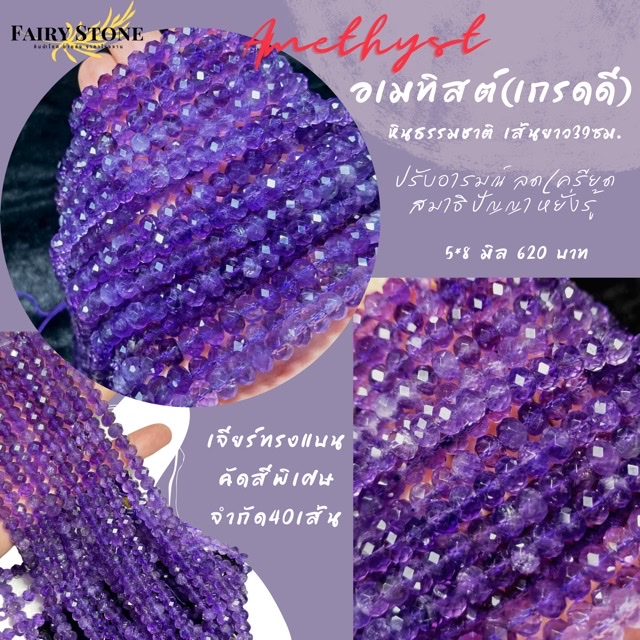 FAIRY STONE
Amethyst
อเมทิสต์(เกรดดี)
หินธรรมชาติ เส้นยาว39ซม.
ปรับอารมณ์ ลดเครียด
สมาธิ ปัญญา หยั่งรู้
5*8 มิล 620 บาท
เจียร์ทรงแบน
คัดสีพิเศษ
จำกัด40เส้น